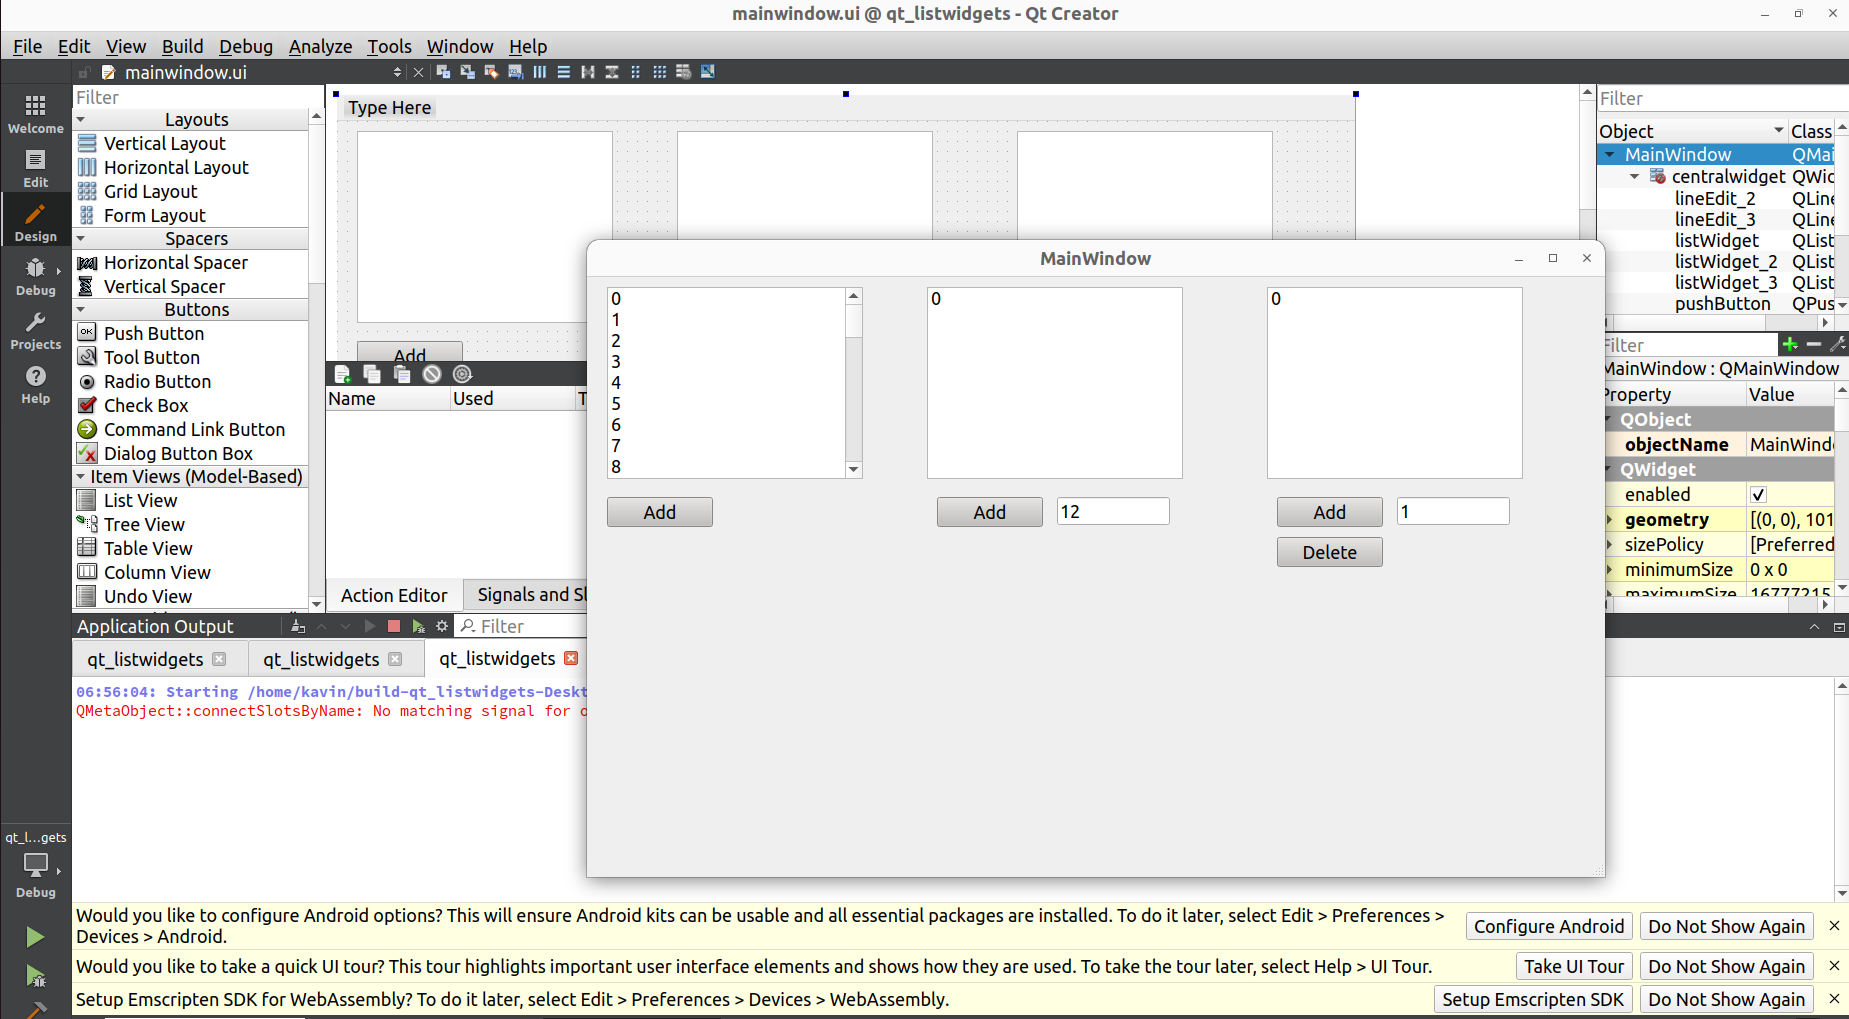 mainwindow.ui @ qt_listwidgets - Qt Creator
File Edit View Build Debug Analyze Tools Window Help
mainwindow.ui
Welcome
Edit
Design
Debug
Projects
Help
qt_l...gets
Debug
Filter
Layouts
Vertical Layout
Horizontal Layout
Grid Layout
Form Layout
Spacers
Horizontal Spacer
Vertical Spacer
Buttons
OK Push Button
Tool Button
Radio Button
Check Box
Command Link Button
Dialog Button Box
Item Views (Model-Based)
List View
Tree View
Table View
Column View
Undo View
Type Here
Add
Name Used T
Action Editor Signals and Sl
MainWindow
0
1
2
3
4
5
6
7
8
Add
0
Add 12
0
Add 1
Delete
Filter
Object Class
MainWindow QMai
centralwidget QWid
lineEdit_2 QLine
lineEdit_3 QLine
listWidget QList
listWidget_2 QList
listWidget_3 QList
pushButton QPus
Filter
MainWindow : QMainWindow
Property Value
QObject
objectName MainWind
QWidget
enabled
geometry [(0, 0), 101
sizePolicy [Preferred
minimumSize 0 x 0
maximumSize 16777215
Application Output Filter
qt_listwidgets qt_listwidgets qt_listwidgets
06:56:04: Starting /home/kavin/build-qt_listwidgets-Deskt
QMetaObject::connectSlotsByName: No matching signal for o
Would you like to configure Android options? This will ensure Android kits can be usable and all essential packages are installed. To do it later, select Edit > Preferences >
Devices > Android.
Configure Android Do Not Show Again
Would you like to take a quick UI tour? This tour highlights important user interface elements and shows how they are used. To take the tour later, select Help > UI Tour.
Take UI Tour Do Not Show Again
Setup Emscripten SDK for WebAssembly? To do it later, select Edit > Preferences > Devices > WebAssembly.
Setup Emscripten SDK Do Not Show Again